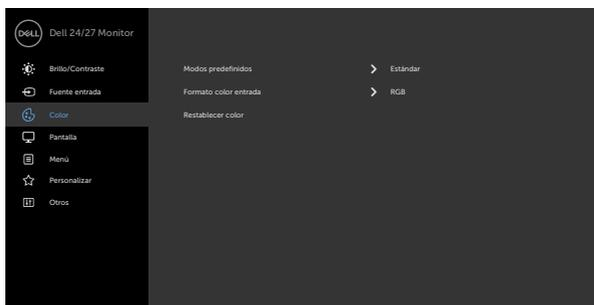 DELL Dell 24/27 Monitor
Brillo/Contraste Modos predefinidos Estándar
Fuente entrada Formato color entrada RGB
Color Restablecer color
Pantalla
Menú
Personalizar
Otros